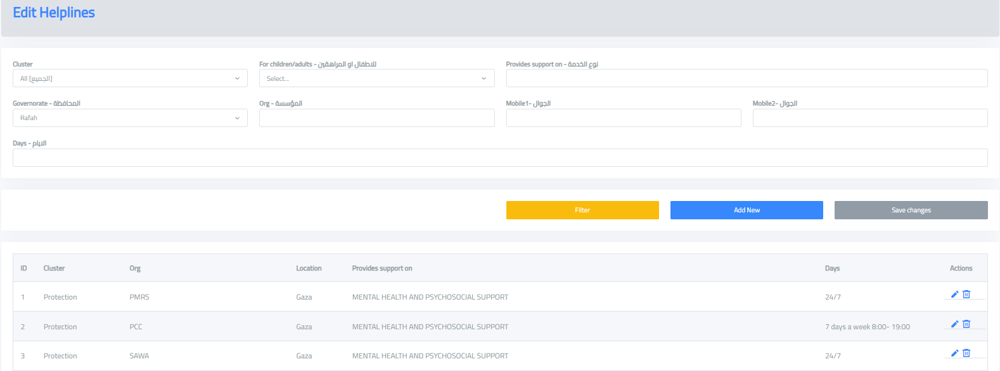 Edit Helplines
Cluster
For children/adults - للاطفال او المراهقين
Provides support on - نوع الخدمة
All [الجميع]
Select...
Governorate - المحافظة
Org - المؤسسة
Mobile1- الجوال
Mobile2- الجوال
Rafah
Days - الايام
Filter
Add New
Save changes
ID Cluster Org Location Provides support on Days Actions
1 Protection PMRS Gaza MENTAL HEALTH AND PSYCHOSOCIAL SUPPORT 24/7
2 Protection PCC Gaza MENTAL HEALTH AND PSYCHOSOCIAL SUPPORT 7 days a week 8:00- 19:00
3 Protection SAWA Gaza MENTAL HEALTH AND PSYCHOSOCIAL SUPPORT 24/7